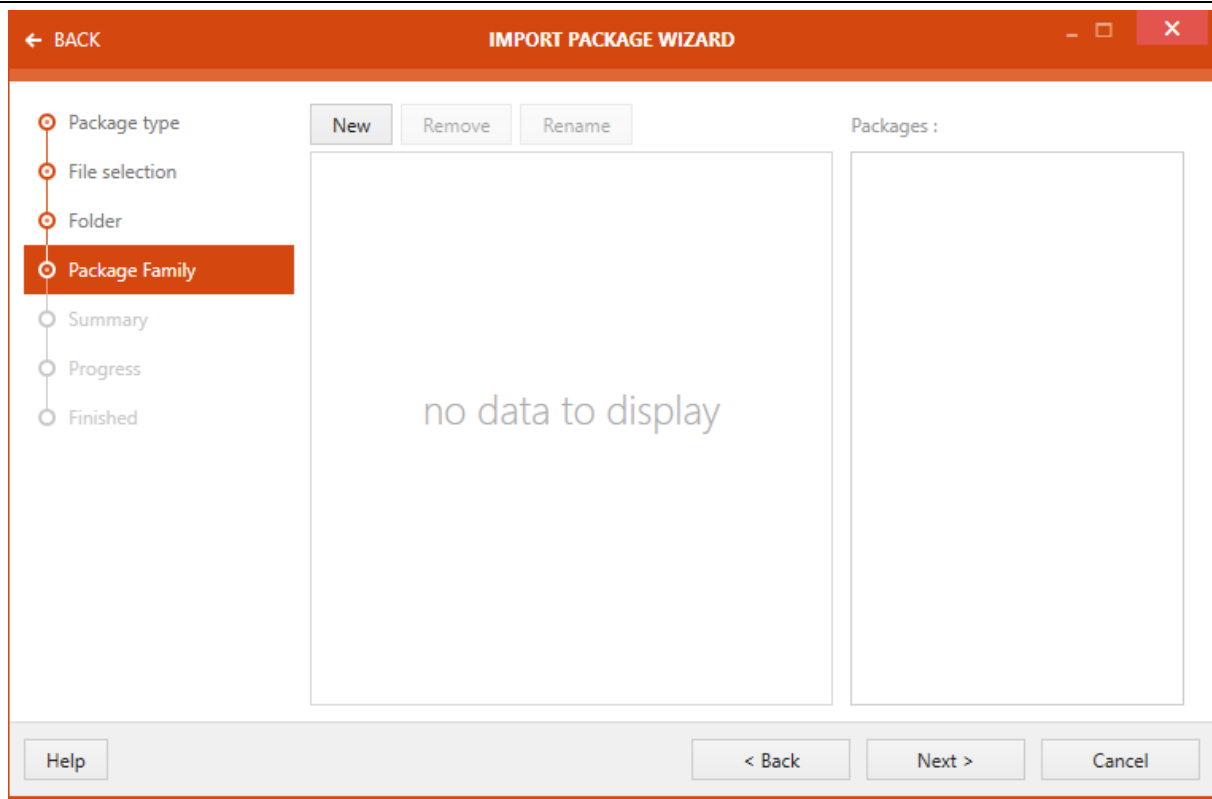 BACK
IMPORT PACKAGE WIZARD
Package type
File selection
Folder
Package Family
Summary
Progress
Finished
New Remove Rename
Packages :
no data to display
Help
< Back
Next >
Cancel